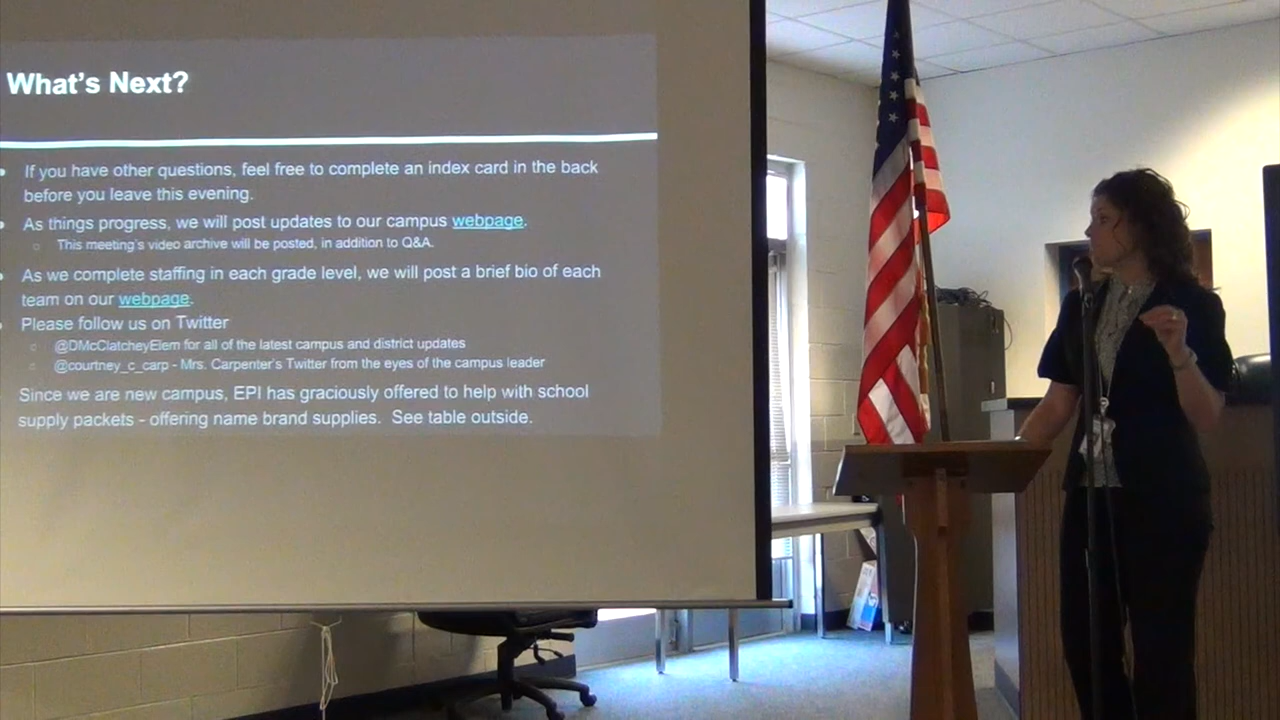 What's Next?
If you have other questions, feel free to complete an index card in the back
before you leave this evening.
As things progress, we will post updates to our campus webpage.
This meeting's video archive will be posted, in addition to Q&A.
As we complete staffing in each grade level, we will post a brief bio of each
team on our webpage.
Please follow us on Twitter
@DMcClatcheyElem for all of the latest campus and district updates
@courtney_c_carp - Mrs. Carpenter's Twitter from the eyes of the campus leader
Since we are new campus, EPI has graciously offered to help with school
supply packets - offering name brand supplies. See table outside.